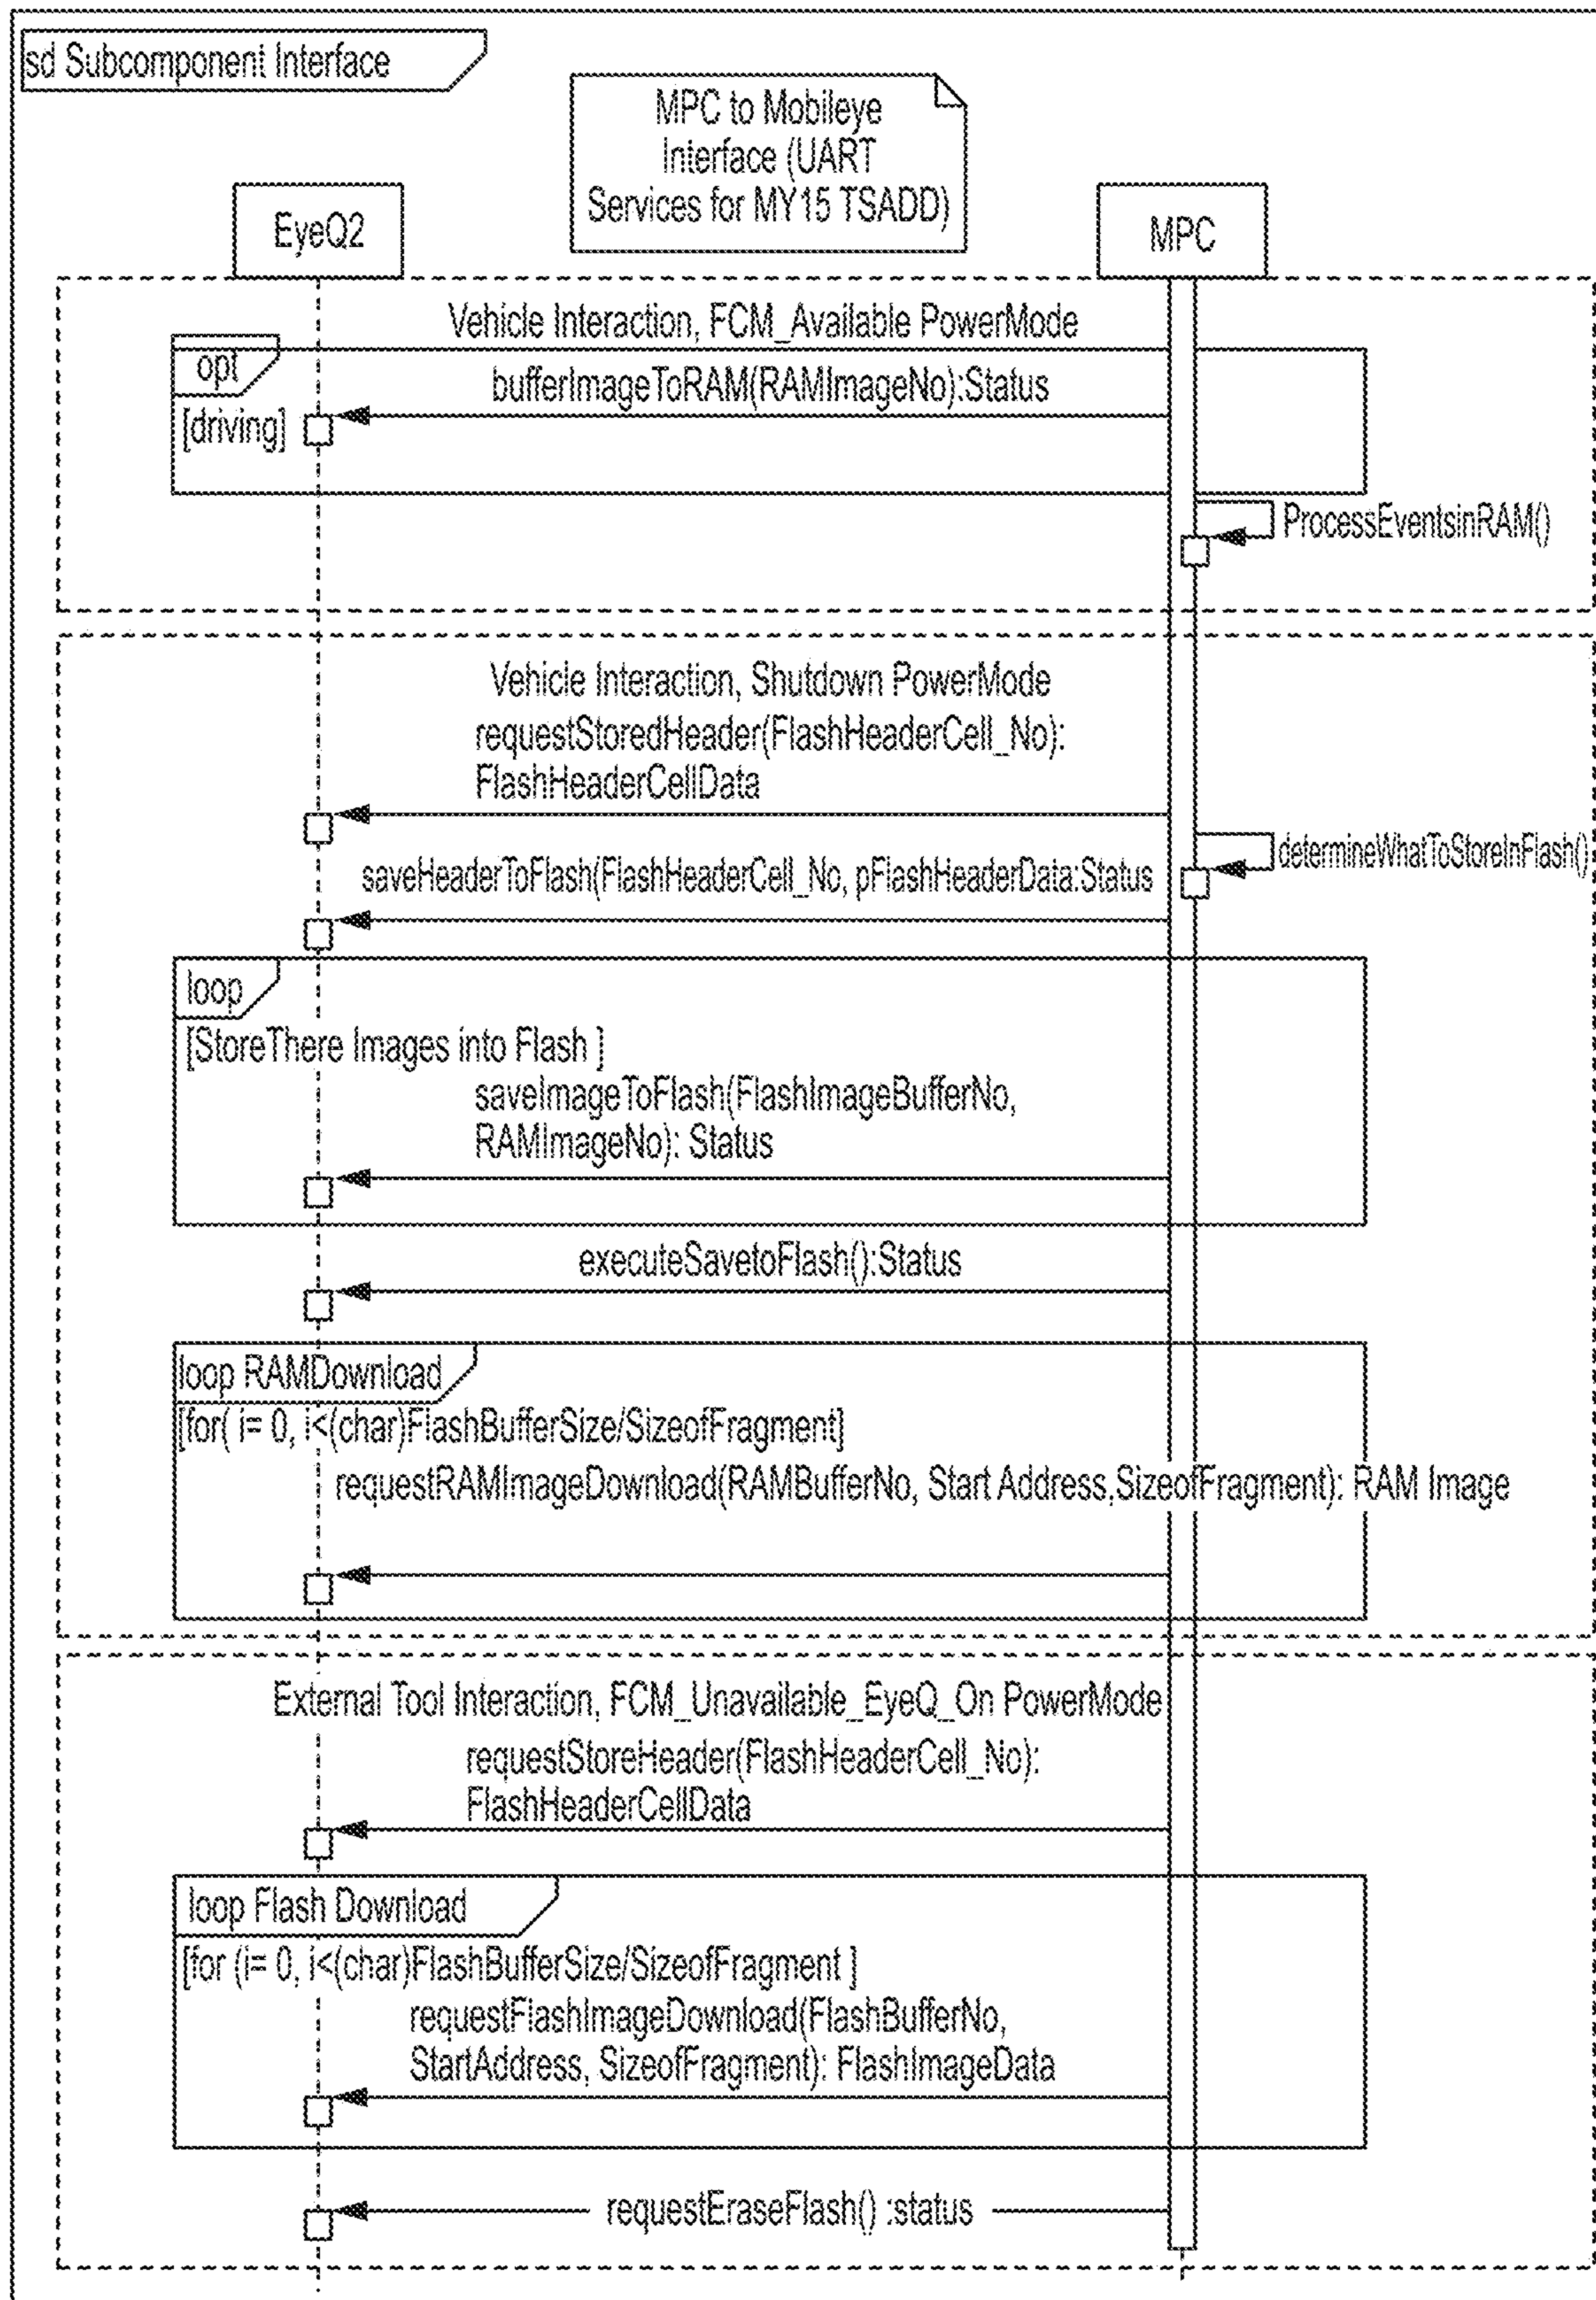 sd Subcomponent Interface
MPC to Mobileye
Interface (UART
Services for MY15 TSADD)
EyeQ2
MPC
Vehicle Interaction, FCM_Available PowerMode
opt
bufferImageToRAM(RAMImageNo):Status
[driving]
ProcessEventsinRAM()
Vehicle Interaction, Shutdown PowerMode
requestStoredHeader(FlashHeaderCell_No):
FlashHeaderCellData
determineWhatToStoreInFlash()
saveHeaderToFlash(FlashHeaderCell_No, pFlashHeaderData:Status
loop
[StoreThere Images into Flash ]
saveImageToFlash(FlashImageBufferNo,
RAMImageNo): Status
executeSavetoFlash():Status
loop RAMDownload
[for( i= 0, i<(char)FlashBufferSize/SizeofFragment]
requestRAMImageDownload(RAMBufferNo, Start Address,SizeofFragment): RAM Image
External Tool Interaction, FCM_Unavailable_EyeQ_On PowerMode
requestStoreHeader(FlashHeaderCell_No):
FlashHeaderCellData
loop Flash Download
[for (i= 0, i<(char)FlashBufferSize/SizeofFragment ]
requestFlashImageDownload(FlashBufferNo,
StartAddress, SizeofFragment): FlashImageData
requestEraseFlash() :status